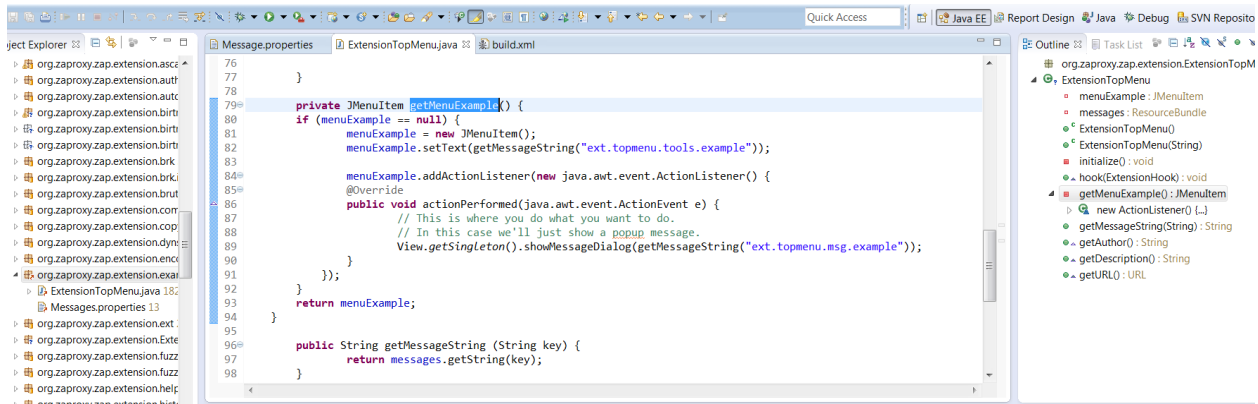 Quick Access
Java EE
Report Design
Java
Debug
SVN Reposito
ject Explorer
org.zaproxy.zap.extension.asca
org.zaproxy.zap.extension.auth
org.zaproxy.zap.extension.autc
org.zaproxy.zap.extension.birtr
org.zaproxy.zap.extension.birtr
org.zaproxy.zap.extension.birtr
org.zaproxy.zap.extension.brk
org.zaproxy.zap.extension.brk.i
org.zaproxy.zap.extension.brut
org.zaproxy.zap.extension.com
org.zaproxy.zap.extension.cop
org.zaproxy.zap.extension.dyn
org.zaproxy.zap.extension.enco
org.zaproxy.zap.extension.exar
ExtensionTopMenu.java 182
Messages.properties 13
org.zaproxy.zap.extension.ext
org.zaproxy.zap.extension.Exte
org.zaproxy.zap.extension.fuzz
org.zaproxy.zap.extension.fuzz
org.zaproxy.zap.extension.help
Message.properties
ExtensionTopMenu.java
build.xml
76
77 }
78
79 private JMenuItem getMenuExample() {
80 if (menuExample == null) {
81 menuExample = new JMenuItem();
82 menuExample.setText(getMessageString("ext.topmenu.tools.example"));
83
84 menuExample.addActionListener(new java.awt.event.ActionListener() {
85 @Override
86 public void actionPerformed(java.awt.event.ActionEvent e) {
87 // This is where you do what you want to do.
88 // In this case we'll just show a popup message.
89 View.getSingleton().showMessageDialog(getMessageString("ext.topmenu.msg.example"));
90 }
91 });
92 }
93 return menuExample;
94 }
95
96 public String getMessageString (String key) {
97 return messages.getString(key);
98 }
Outline
Task List
org.zaproxy.zap.extension.ExtensionTopM
ExtensionTopMenu
menuExample : JMenuItem
messages : ResourceBundle
ExtensionTopMenu()
ExtensionTopMenu(String)
initialize() : void
hook(ExtensionHook) : void
getMenuExample() : JMenuItem
new ActionListener() {...}
getMessageString(String) : String
getAuthor() : String
getDescription() : String
getURL() : URL